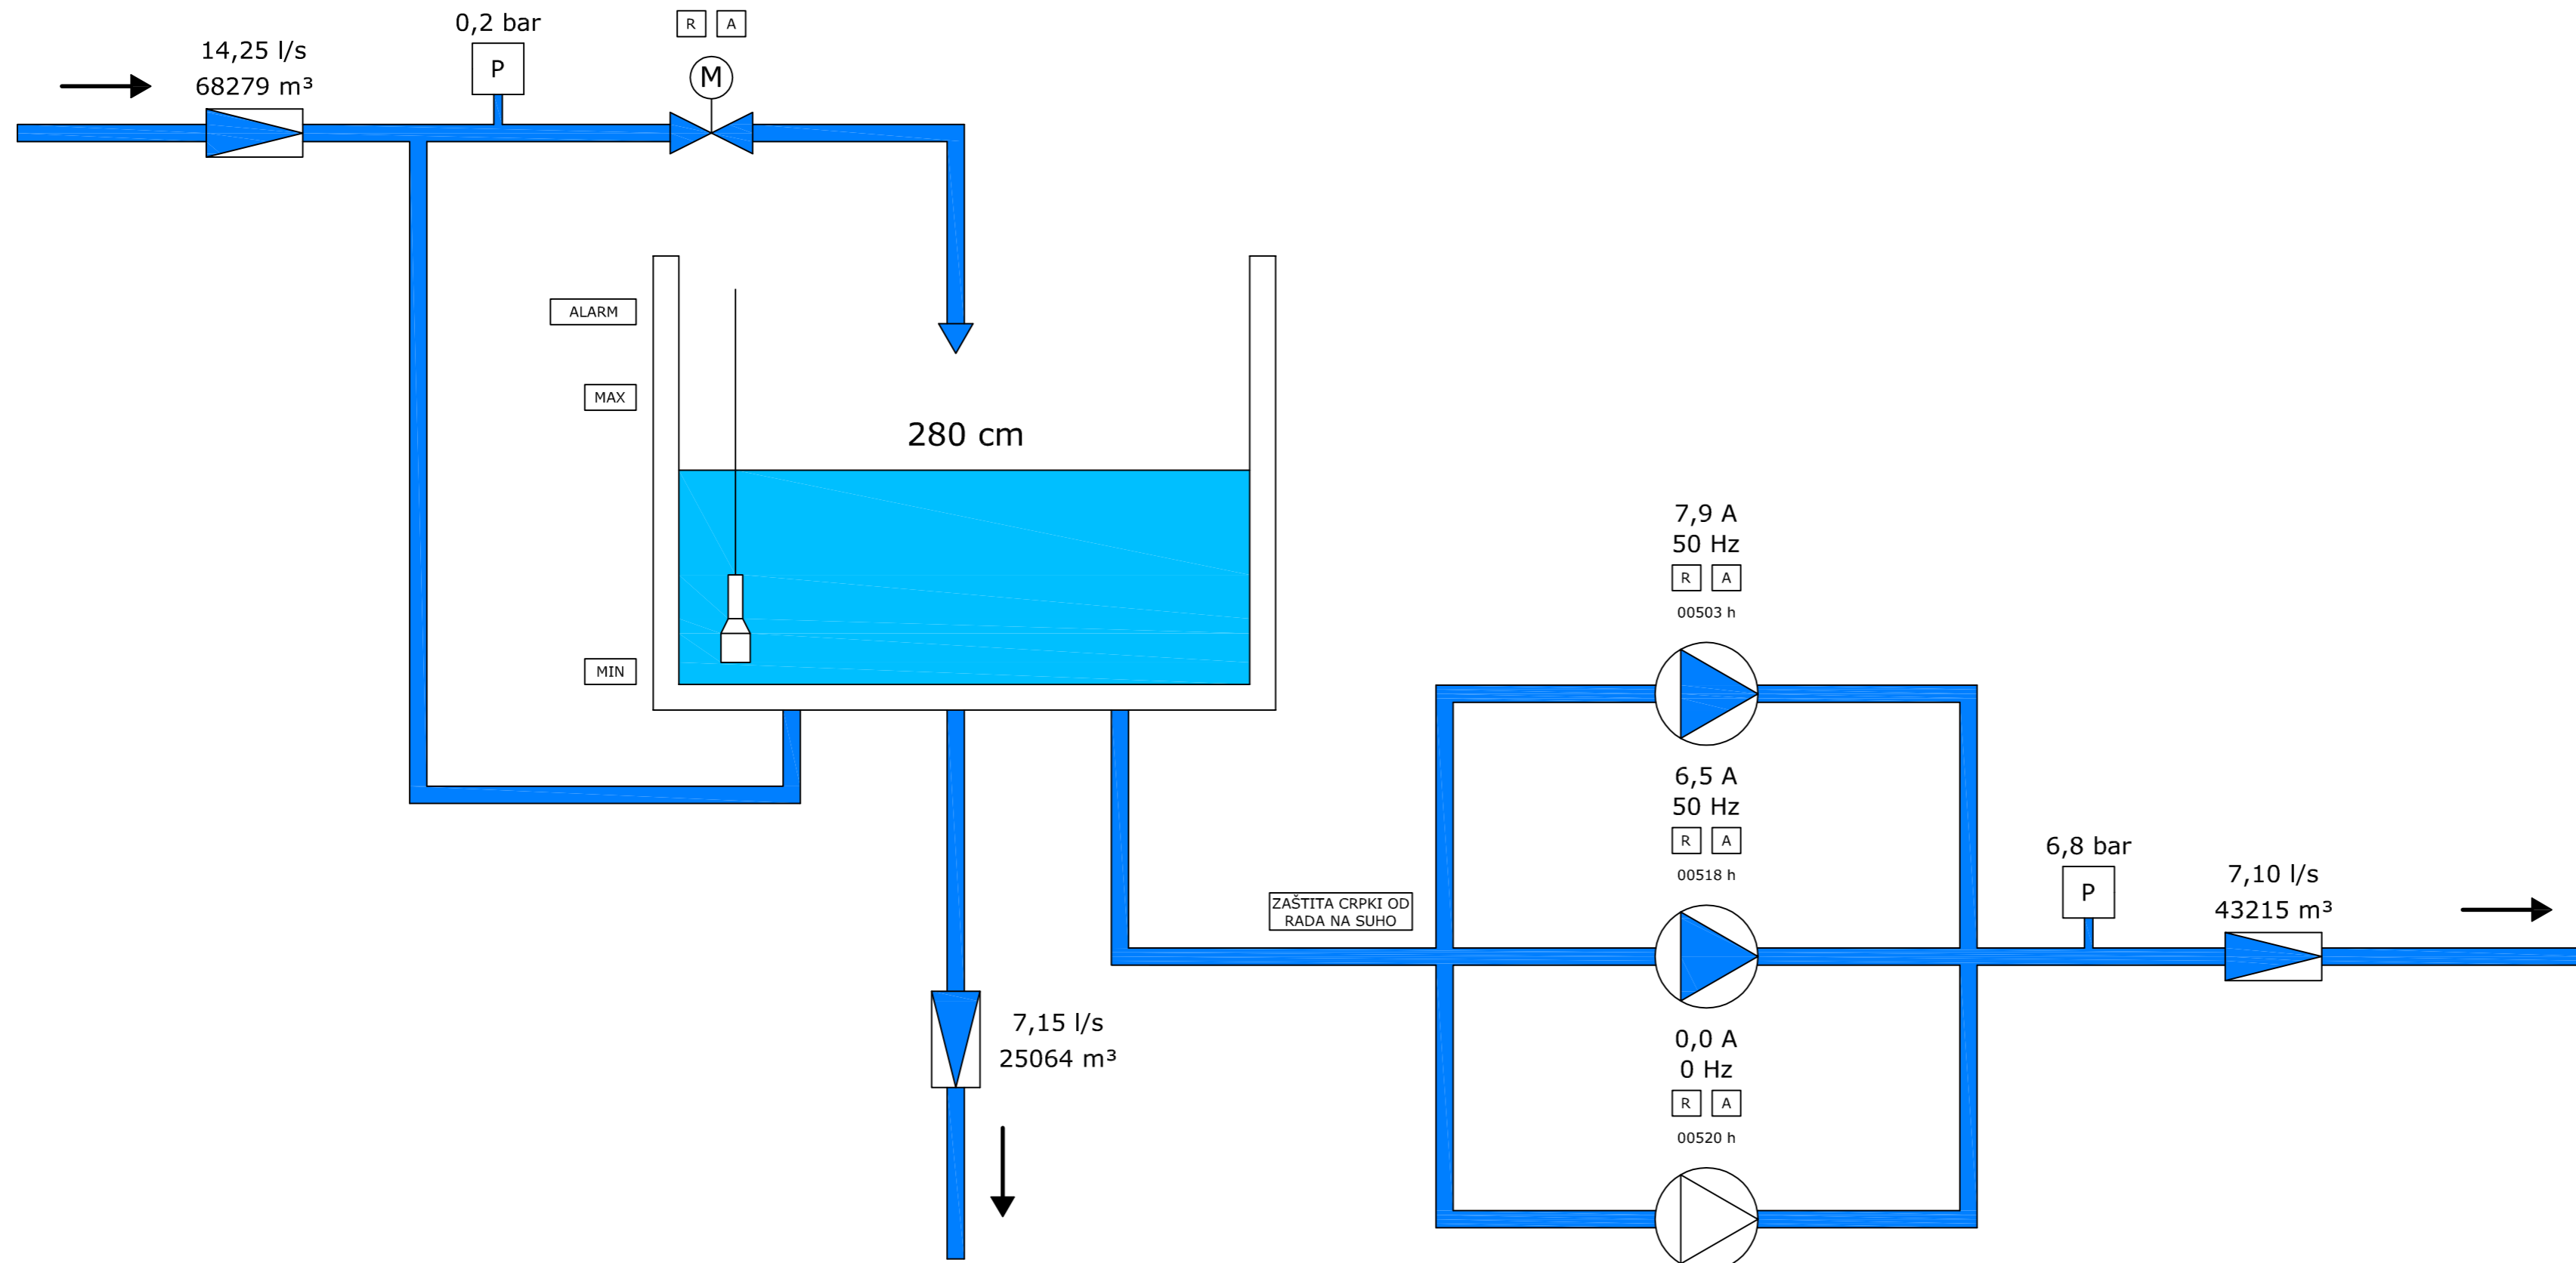 14,25 l/s
68279 m³
0,2 bar
P
R A
M
ALARM
MAX
280 cm
MIN
7,9 A
50 Hz
R A
00503 h
6,5 A
50 Hz
R A
00518 h
ZAŠTITA CRPKI OD
RADA NA SUHO
0,0 A
0 Hz
R A
00520 h
6,8 bar
P
7,10 l/s
43215 m³
7,15 l/s
25064 m³